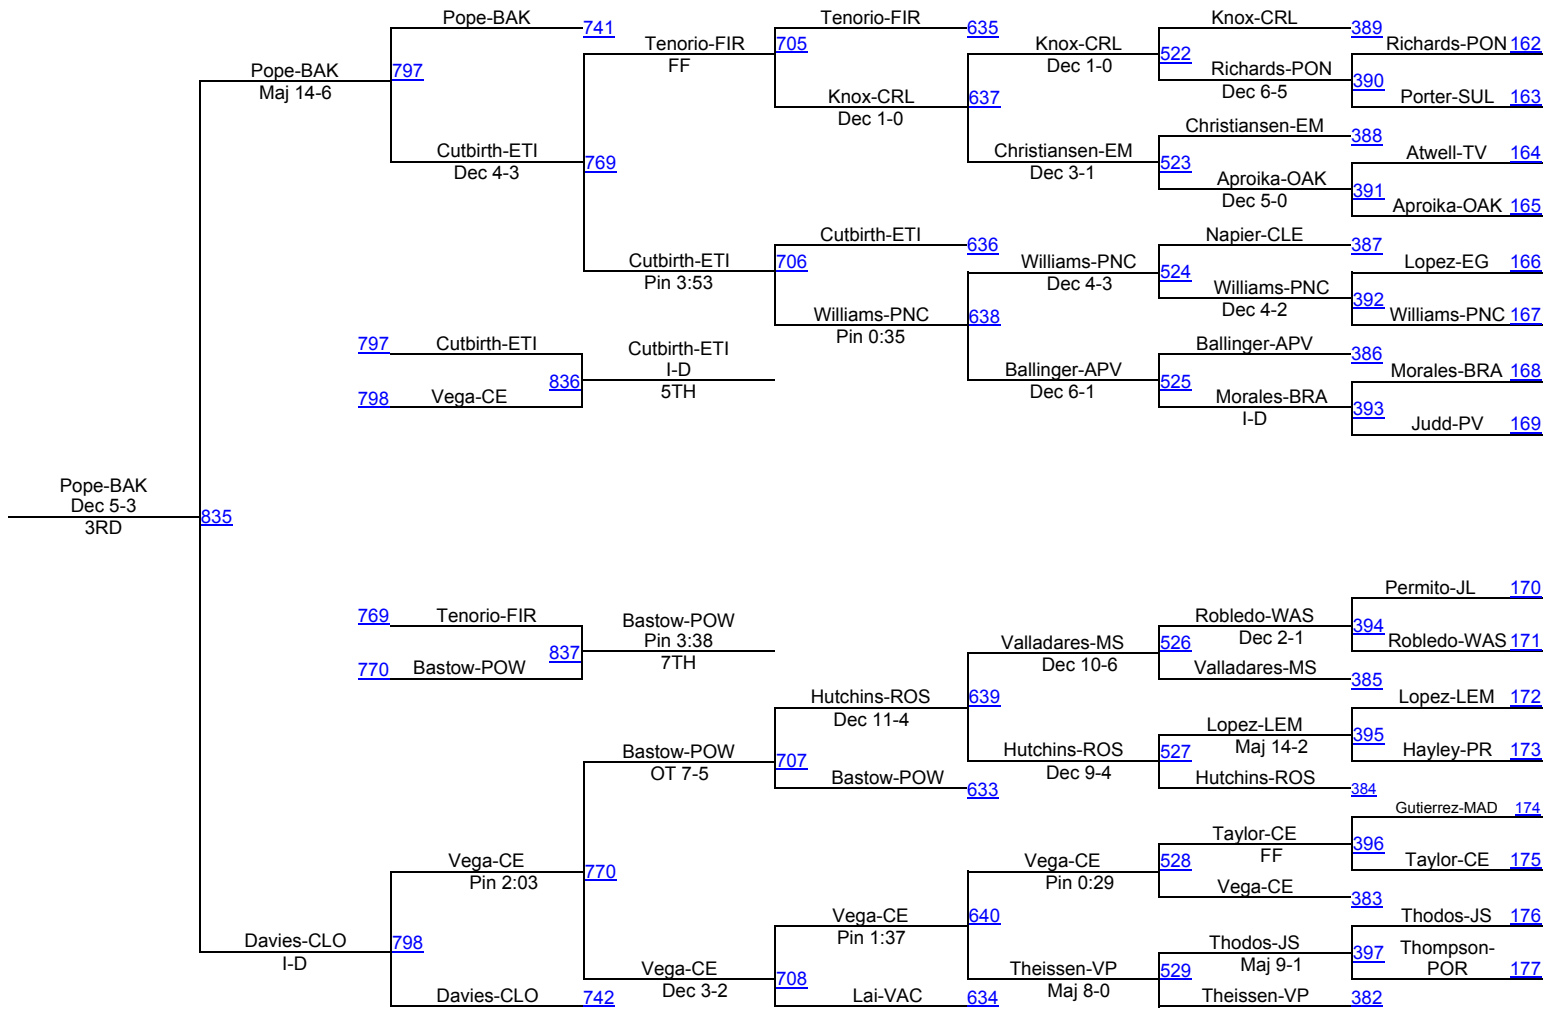 Pope-BAK
741
Tenorio-FIR
635
Knox-CRL
389
Tenorio-FIR
FF
705
Knox-CRL
Dec 1-0
522
Richards-PON 162
Pope-BAK
Maj 14-6
797
Richards-PON
Dec 6-5
390
Knox-CRL
Dec 1-0
637
Porter-SUL 163
Christiansen-EM
388
Cutbirth-ETI
Dec 4-3
769
Christiansen-EM
Dec 3-1
523
Atwell-TV 164
Aproika-OAK
Dec 5-0
391
Aproika-OAK 165
Cutbirth-ETI
636
Napier-CLE
387
Cutbirth-ETI
Pin 3:53
706
Williams-PNC
Dec 4-3
524
Lopez-EG 166
Williams-PNC
Dec 4-2
392
Williams-PNC
Pin 0:35
638
Williams-PNC 167
797
Cutbirth-ETI
Cutbirth-ETI
I-D
5TH
836
Ballinger-APV
386
Ballinger-APV
Dec 6-1
525
Morales-BRA 168
798
Vega-CE
Morales-BRA
I-D
393
Judd-PV 169
Pope-BAK
Dec 5-3
3RD
835
Permito-JL 170
769
Tenorio-FIR
Bastow-POW
Pin 3:38
7TH
837
Robledo-WAS
Dec 2-1
394
Valladares-MS
Dec 10-6
526
Robledo-WAS 171
770
Bastow-POW
Valladares-MS
385
Hutchins-ROS
Dec 11-4
639
Lopez-LEM 172
Lopez-LEM
Maj 14-2
395
Bastow-POW
OT 7-5
707
Hutchins-ROS
Dec 9-4
527
Hayley-PR 173
Bastow-POW
633
Hutchins-ROS
384
Gutierrez-MAD 174
Taylor-CE
FF
396
Vega-CE
Pin 2:03
770
Vega-CE
Pin 0:29
528
Taylor-CE 175
Vega-CE
383
Vega-CE
Pin 1:37
640
Thodos-JS 176
Davies-CLO
I-D
798
Thodos-JS
Maj 9-1
397
Vega-CE
Dec 3-2
708
Theissen-VP
Maj 8-0
529
Thompson-
POR 177
Davies-CLO
742
Lai-VAC
634
Theissen-VP
382